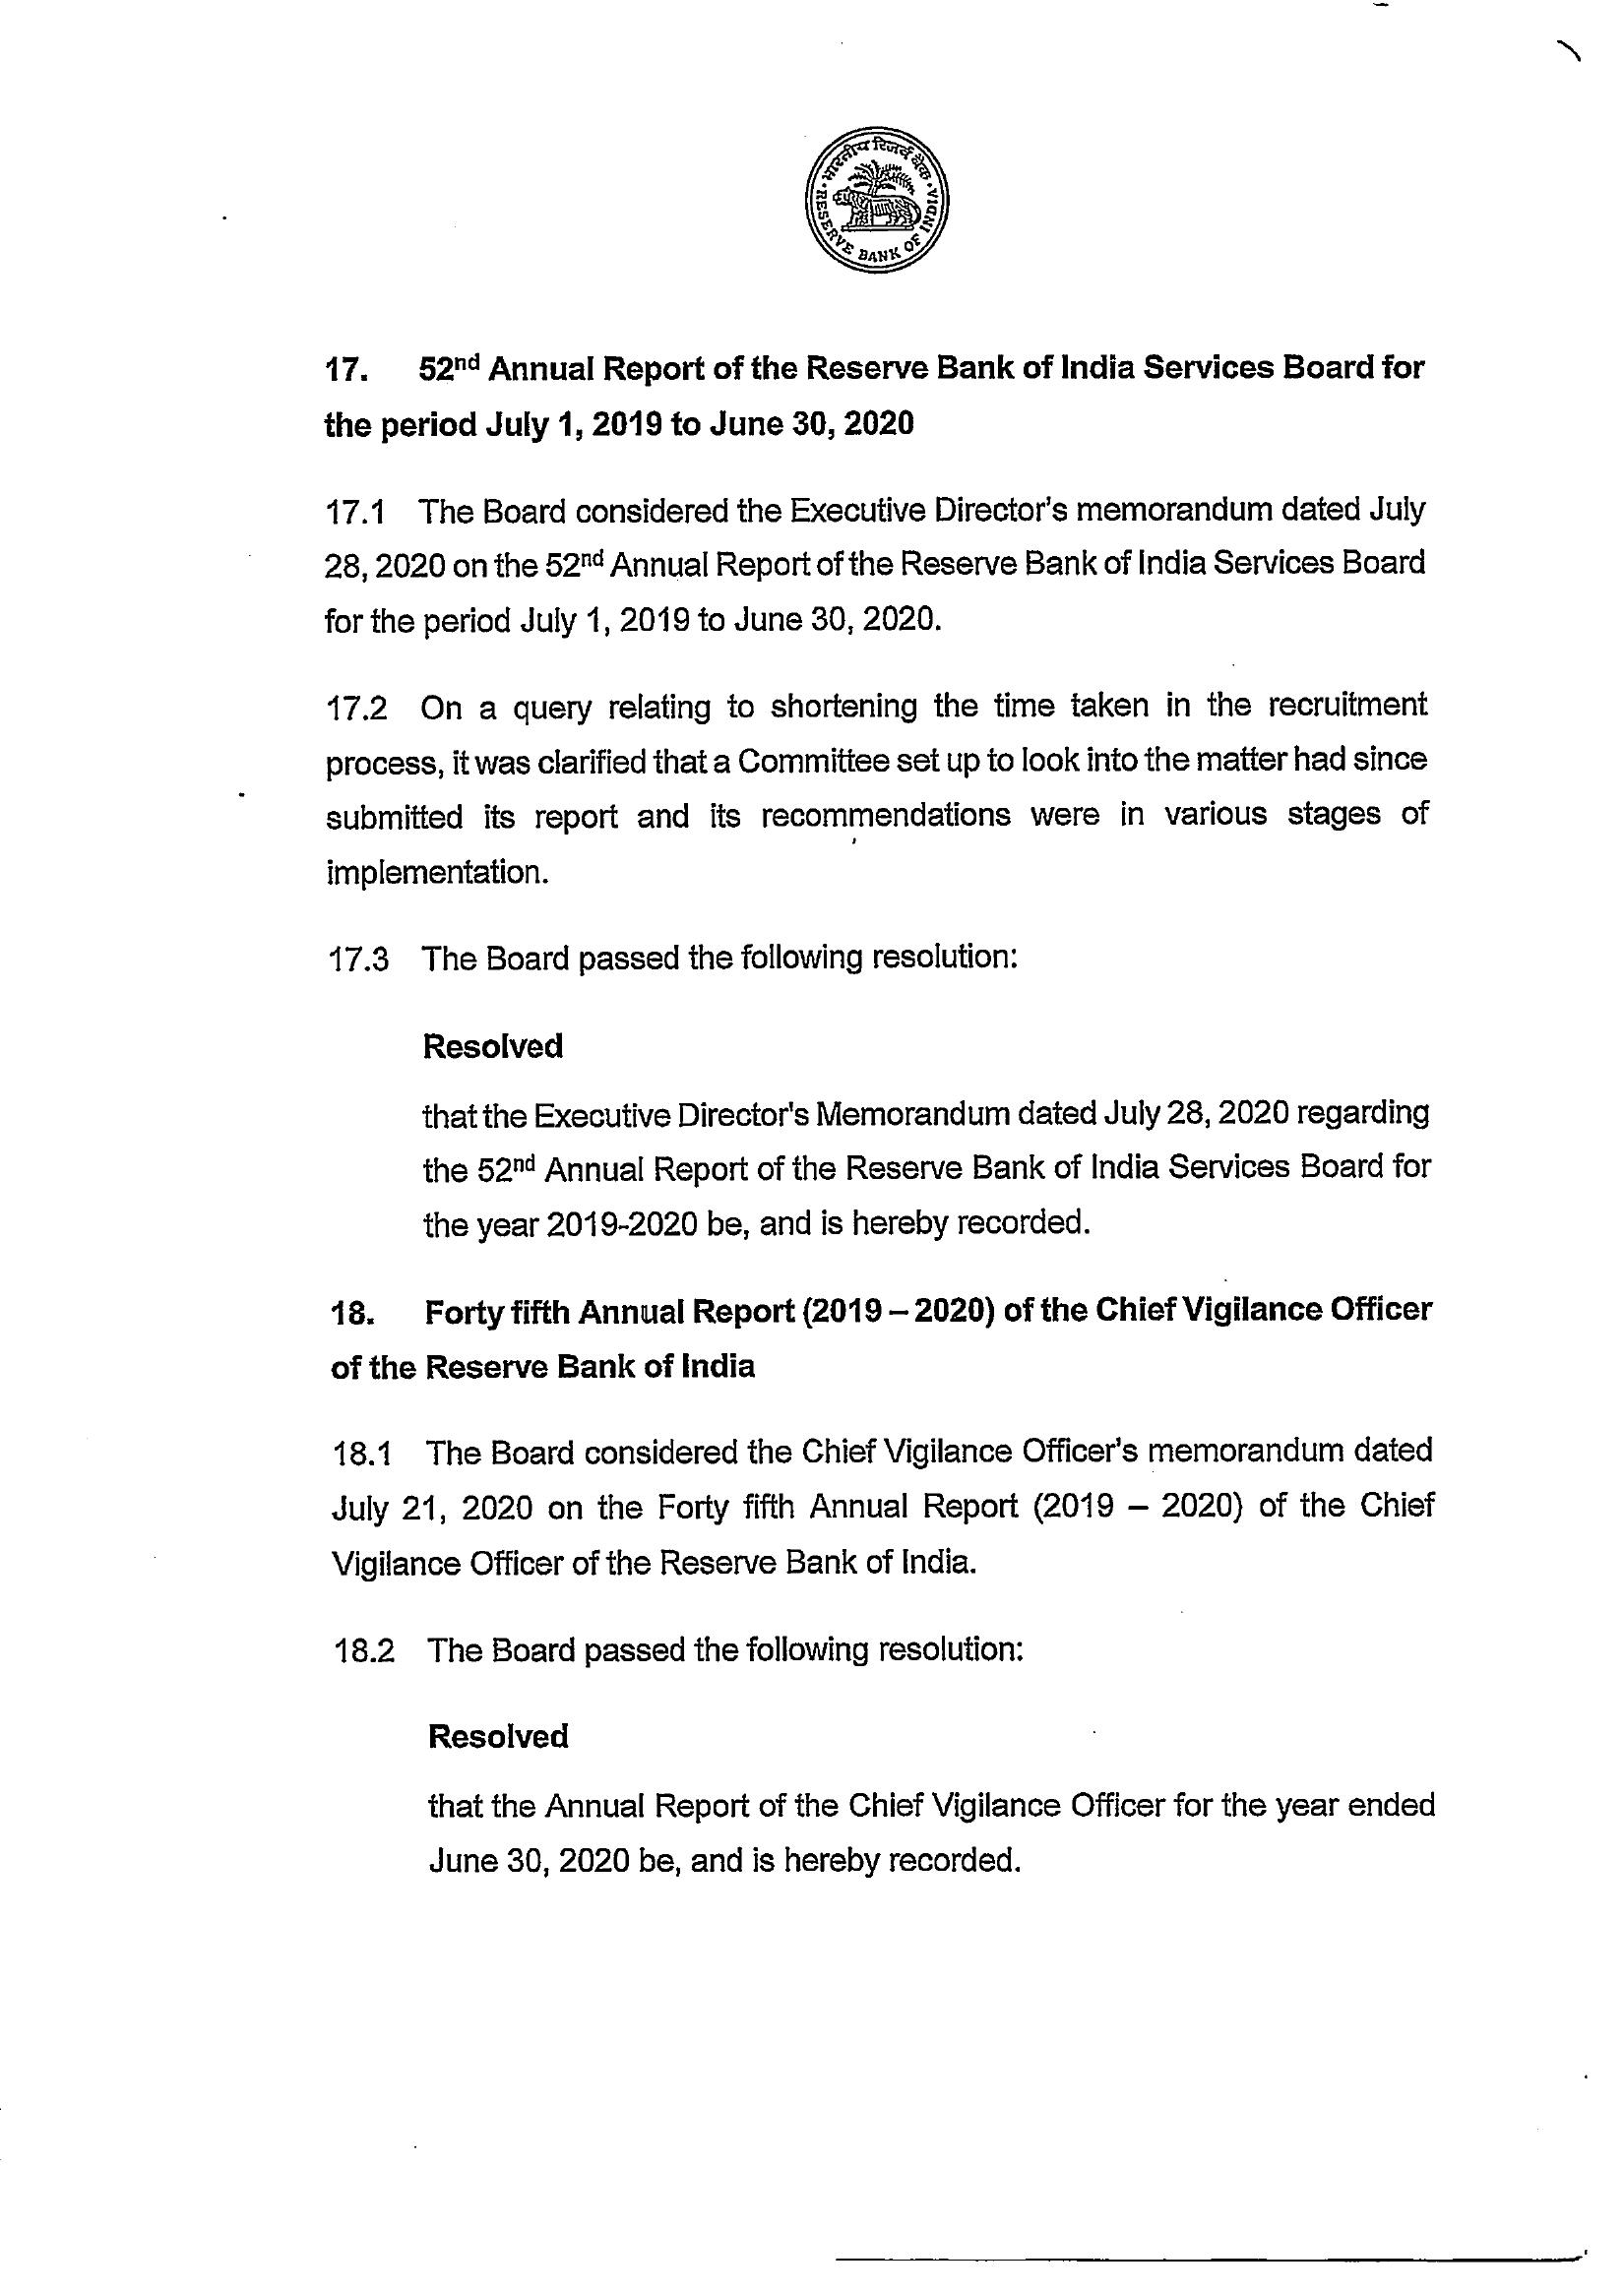 भारतीय रिज़र्व बैंक
RESERVE BANK OF INDIA
17. 52nd Annual Report of the Reserve Bank of India Services Board for
the period July 1, 2019 to June 30, 2020
17.1 The Board considered the Executive Director's memorandum dated July
28, 2020 on the 52nd Annual Report of the Reserve Bank of India Services Board
for the period July 1, 2019 to June 30, 2020.
17.2 On a query relating to shortening the time taken in the recruitment
process, it was clarified that a Committee set up to look into the matter had since
submitted its report and its recommendations were in various stages of
implementation.
17.3 The Board passed the following resolution:
Resolved
that the Executive Director's Memorandum dated July 28, 2020 regarding
the 52nd Annual Report of the Reserve Bank of India Services Board for
the year 2019-2020 be, and is hereby recorded.
18. Forty fifth Annual Report (2019 – 2020) of the Chief Vigilance Officer
of the Reserve Bank of India
18.1 The Board considered the Chief Vigilance Officer's memorandum dated
July 21, 2020 on the Forty fifth Annual Report (2019 – 2020) of the Chief
Vigilance Officer of the Reserve Bank of India.
18.2 The Board passed the following resolution:
Resolved
that the Annual Report of the Chief Vigilance Officer for the year ended
June 30, 2020 be, and is hereby recorded.